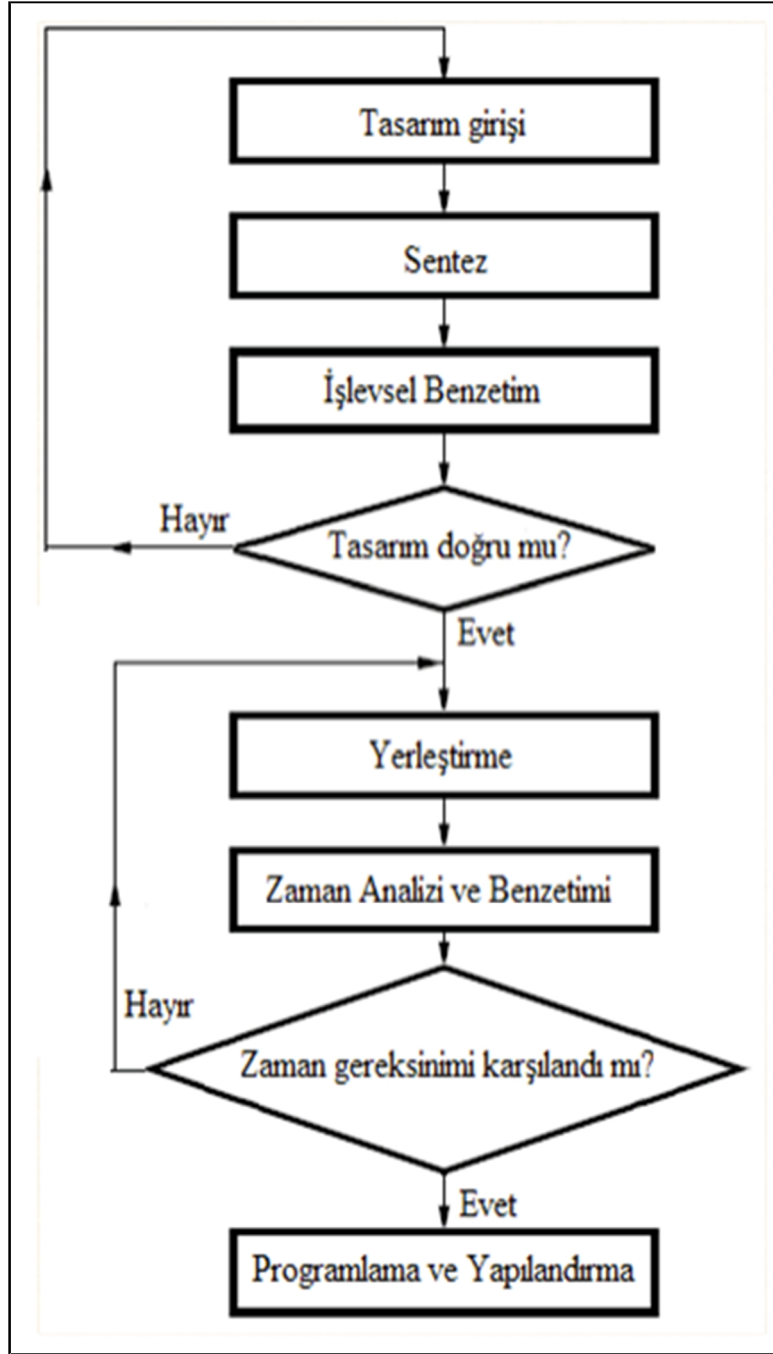 Tasarım girişi
Sentez
İşlevsel Benzetim
Hayır
Tasarım doğru mu?
Evet
Yerleştirme
Zaman Analizi ve Benzetimi
Hayır
Zaman gereksinimi karşılandı mı?
Evet
Programlama ve Yapılandırma